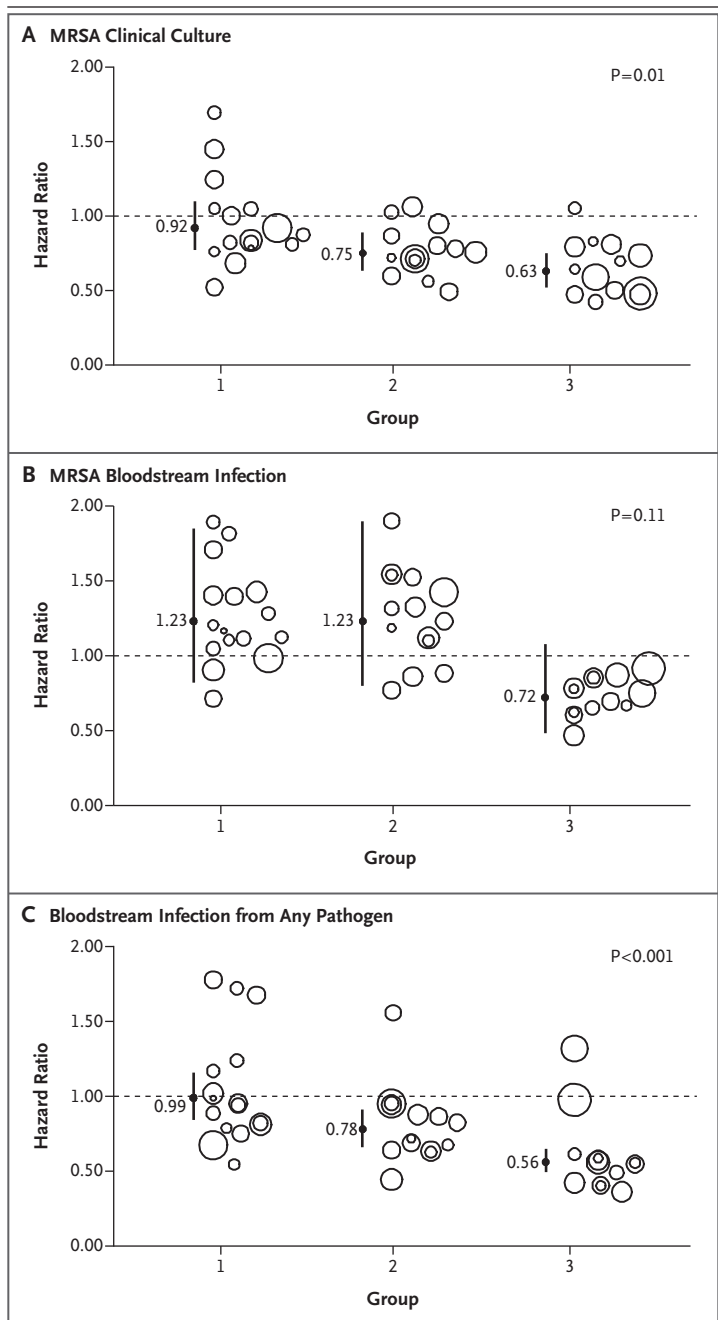 A MRSA Clinical Culture
2.00
P=0.01
1.50
1.00
0.92
0.75
0.63
0.50
0.00
Hazard Ratio
1 2 3
Group
B MRSA Bloodstream Infection
2.00
P=0.11
1.50
1.23
1.23
1.00
0.72
0.50
0.00
Hazard Ratio
1 2 3
Group
C Bloodstream Infection from Any Pathogen
2.00
P<0.001
1.50
1.00
0.99
0.78
0.56
0.50
0.00
Hazard Ratio
1 2 3
Group